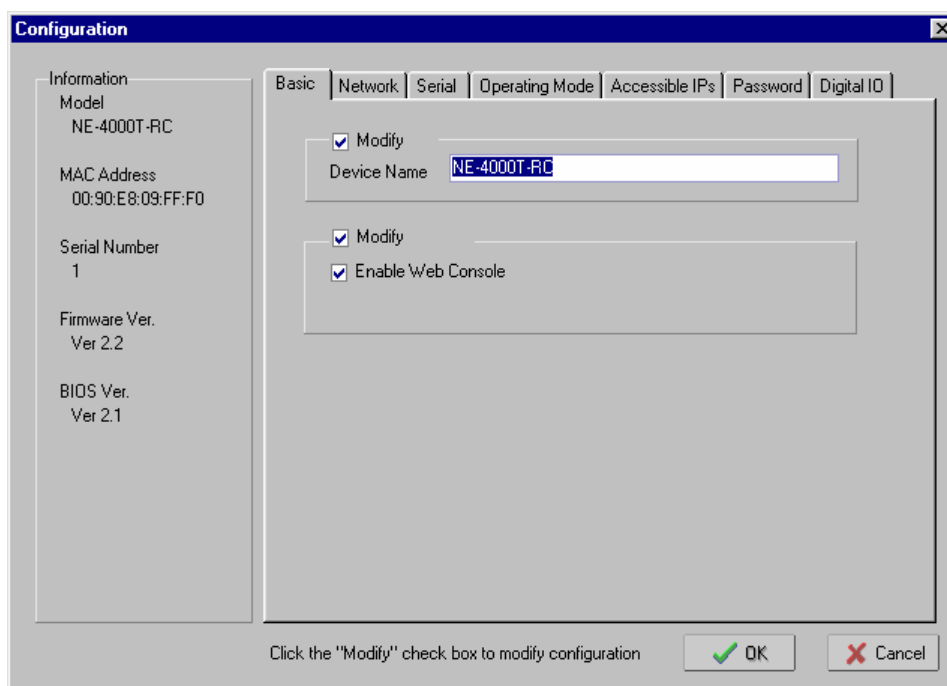 Configuration
Information
Model
NE-4000T-RC
MAC Address
00:90:E8:09:FF:F0
Serial Number
1
Firmware Ver.
Ver 2.2
BIOS Ver.
Ver 2.1
Basic Network Serial Operating Mode Accessible IPs Password Digital IO
Modify
Device Name NE-4000T-RC
Modify
Enable Web Console
Click the "Modify" check box to modify configuration
OK Cancel